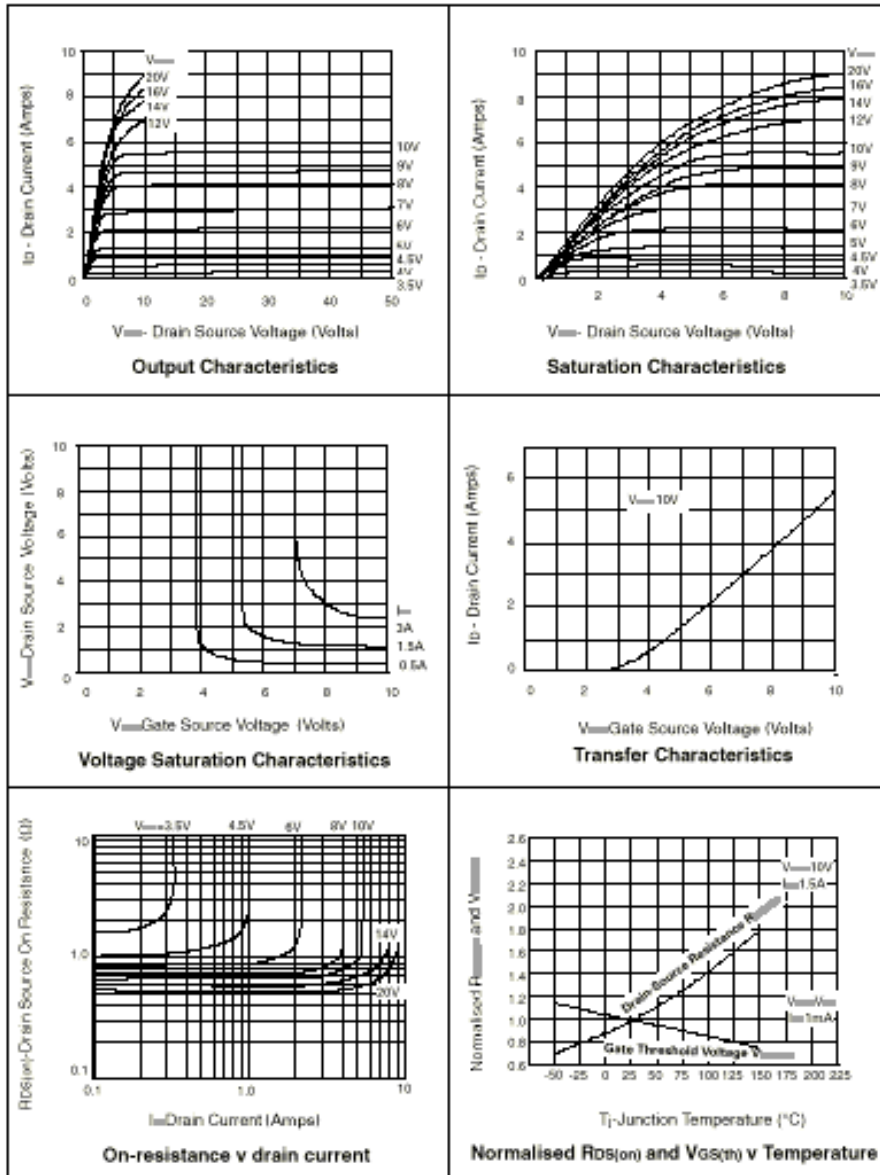 10
8
6
4
2
0
ID - Drain Current (Amps)
V
20V
16V
14V
12V
10V
9V
8V
7V
6V
5V
4.5V
4V
3.5V
0 10 20 30 40 50
V - Drain Source Voltage (Volts)
Output Characteristics
10
8
6
4
2
0
ID - Drain Current (Amps)
V
20V
16V
14V
12V
10V
9V
8V
7V
6V
5V
4.5V
4V
3.5V
2 4 6 8 10
V - Drain Source Voltage (Volts)
Saturation Characteristics
10
8
6
4
2
0
V Drain Source Voltage (Volts)
3A
1.5A
0.5A
0 2 4 6 8 10
V Gate Source Voltage (Volts)
Voltage Saturation Characteristics
6
4
2
0
ID - Drain Current (Amps)
V 10V
0 2 4 6 8 10
V Gate Source Voltage (Volts)
Transfer Characteristics
V =3.5V 4.5V 6V 8V 10V
10
1.0
0.1
RDS(on)-Drain Source On Resistance (Ω)
14V
20V
0.1 1.0 10
I Drain Current (Amps)
On-resistance v drain current
2.6
2.4
2.2
2.0
1.8
1.6
1.4
1.2
1.0
0.8
0.6
Normalised R and V
V 10V
I 1.5A
Drain-Source Resistance R
V V
I 1mA
Gate Threshold Voltage V
-50 -25 0 25 50 75 100 125 150 175 200 225
Tj-Junction Temperature (°C)
Normalised RDS(on) and VGS(th) v Temperature